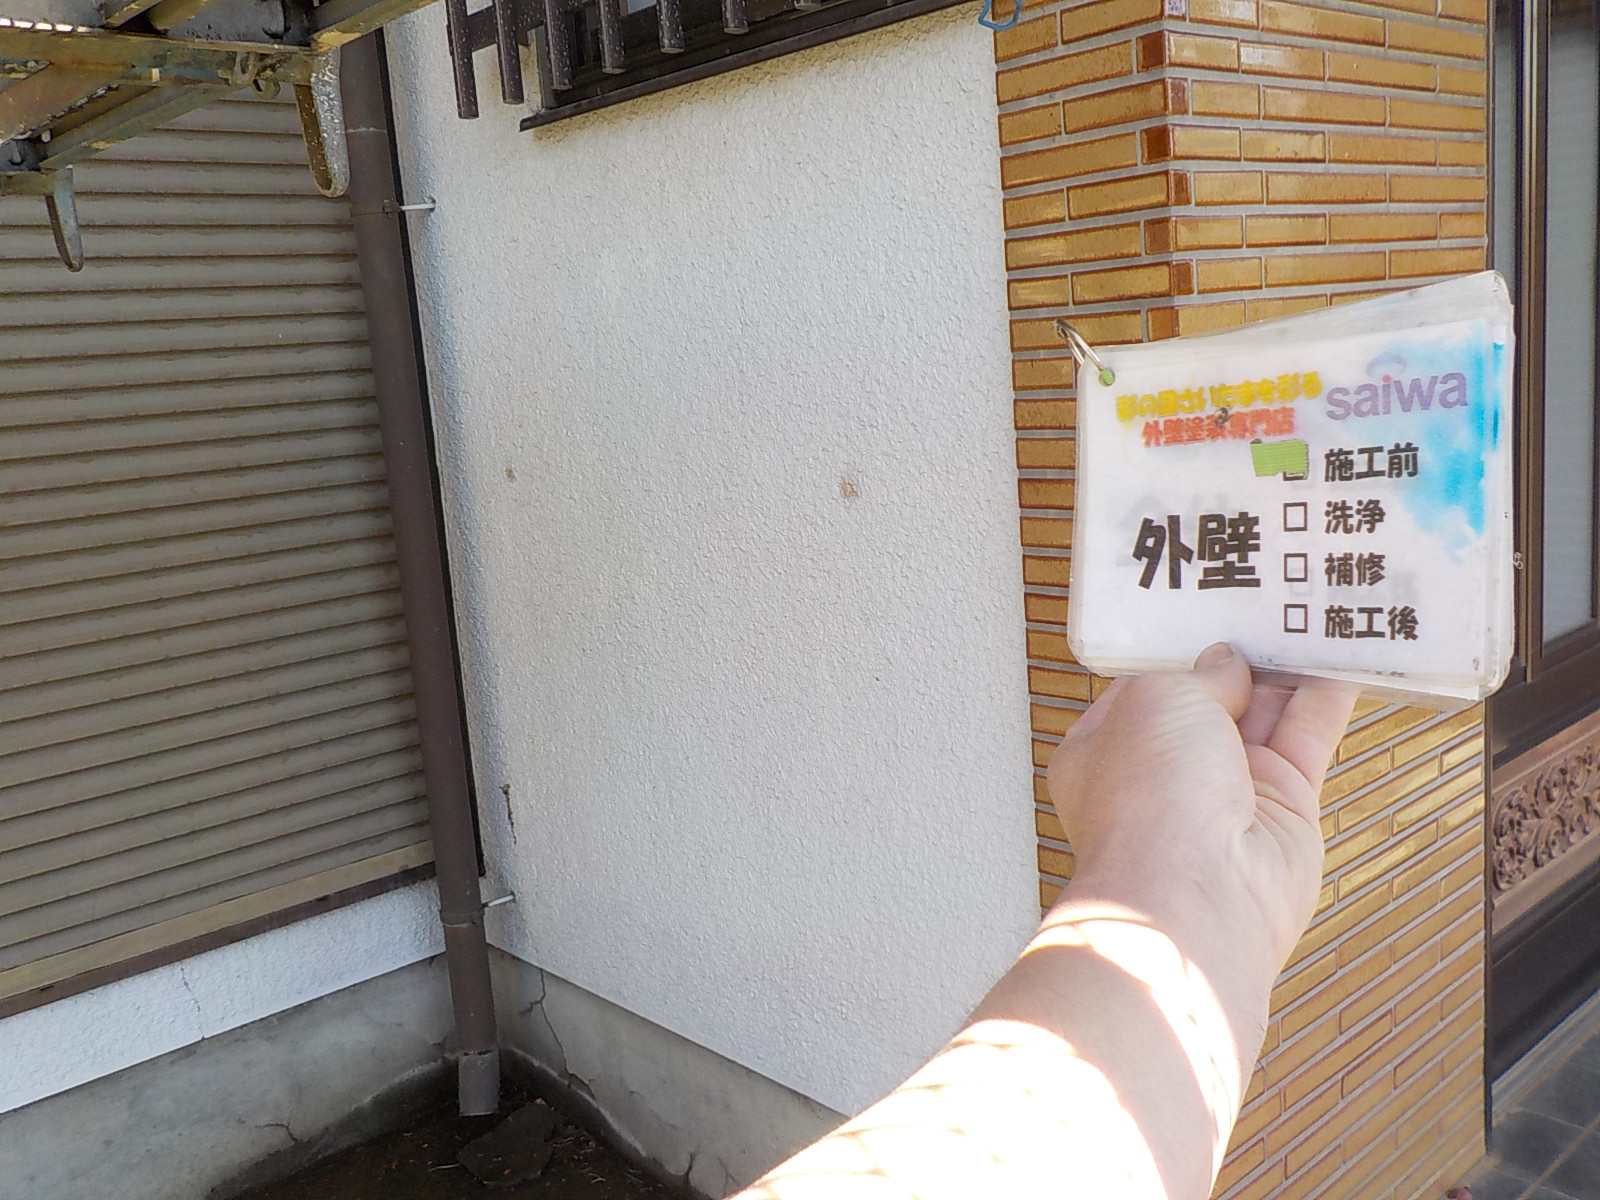 彩の国さいたまを彩る
外壁塗装専門店
saiwa
外壁
施工前
□ 洗浄
□ 補修
□ 施工後